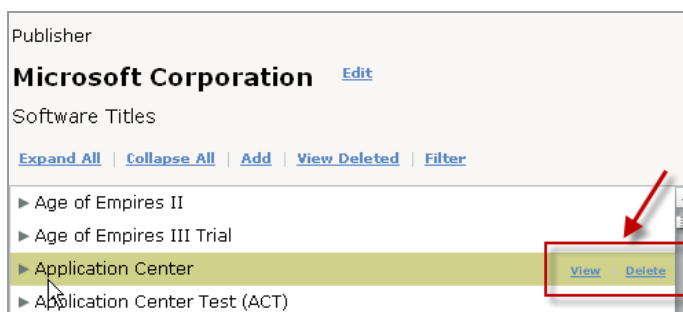 Publisher
Microsoft Corporation Edit
Software Titles
Expand All | Collapse All | Add | View Deleted | Filter
Age of Empires II
Age of Empires III Trial
Application Center View Delete
Application Center Test (ACT)